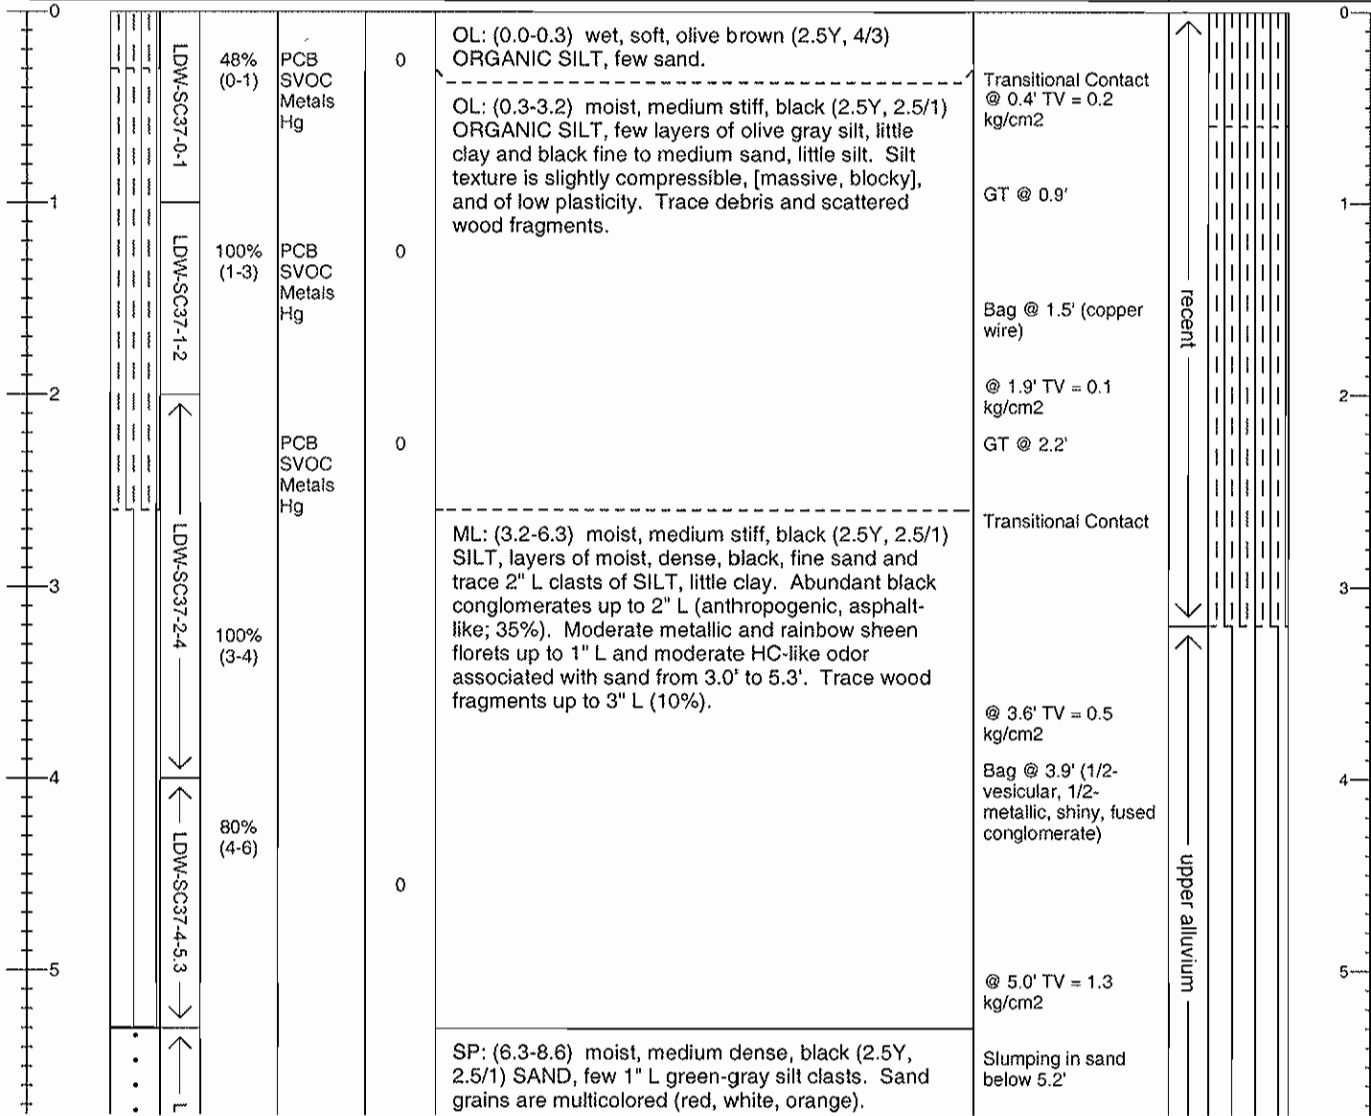 0
1
2
3
4
5
LDW-SC37-0-1
LDW-SC37-1-2
LDW-SC37-2-4
LDW-SC37-4-5.3
L
48%
(0-1)
100%
(1-3)
100%
(3-4)
80%
(4-6)
PCB
SVOC
Metals
Hg
PCB
SVOC
Metals
Hg
PCB
SVOC
Metals
Hg
0
0
0
0
OL: (0.0-0.3) wet, soft, olive brown (2.5Y, 4/3)
ORGANIC SILT, few sand.
OL: (0.3-3.2) moist, medium stiff, black (2.5Y, 2.5/1)
ORGANIC SILT, few layers of olive gray silt, little
clay and black fine to medium sand, little silt. Silt
texture is slightly compressible, [massive, blocky],
and of low plasticity. Trace debris and scattered
wood fragments.
ML: (3.2-6.3) moist, medium stiff, black (2.5Y, 2.5/1)
SILT, layers of moist, dense, black, fine sand and
trace 2" L clasts of SILT, little clay. Abundant black
conglomerates up to 2" L (anthropogenic, asphalt-
like; 35%). Moderate metallic and rainbow sheen
florets up to 1" L and moderate HC-like odor
associated with sand from 3.0' to 5.3'. Trace wood
fragments up to 3" L (10%).
SP: (6.3-8.6) moist, medium dense, black (2.5Y,
2.5/1) SAND, few 1" L green-gray silt clasts. Sand
grains are multicolored (red, white, orange).
Transitional Contact
@ 0.4' TV = 0.2
kg/cm2
GT @ 0.9'
Bag @ 1.5' (copper
wire)
@ 1.9' TV = 0.1
kg/cm2
GT @ 2.2'
Transitional Contact
@ 3.6' TV = 0.5
kg/cm2
Bag @ 3.9' (1/2-
vesicular, 1/2-
metallic, shiny, fused
conglomerate)
@ 5.0' TV = 1.3
kg/cm2
Slumping in sand
below 5.2'
recent
upper alluvium
0
1
2
3
4
5